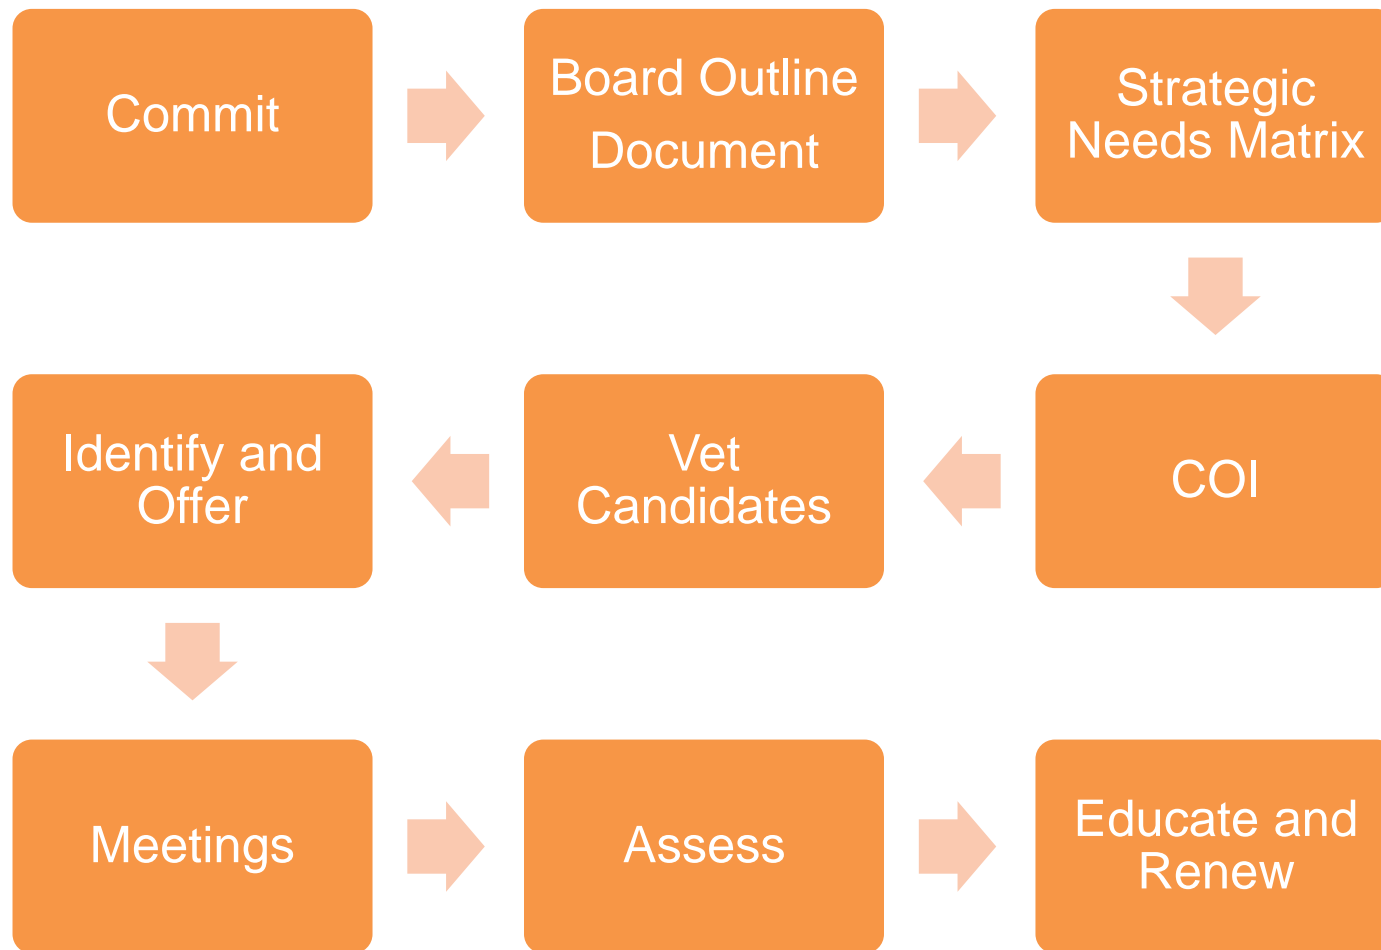 Commit
Board Outline
Document
Strategic
Needs Matrix
COI
Vet
Candidates
Identify and
Offer
Meetings
Assess
Educate and
Renew